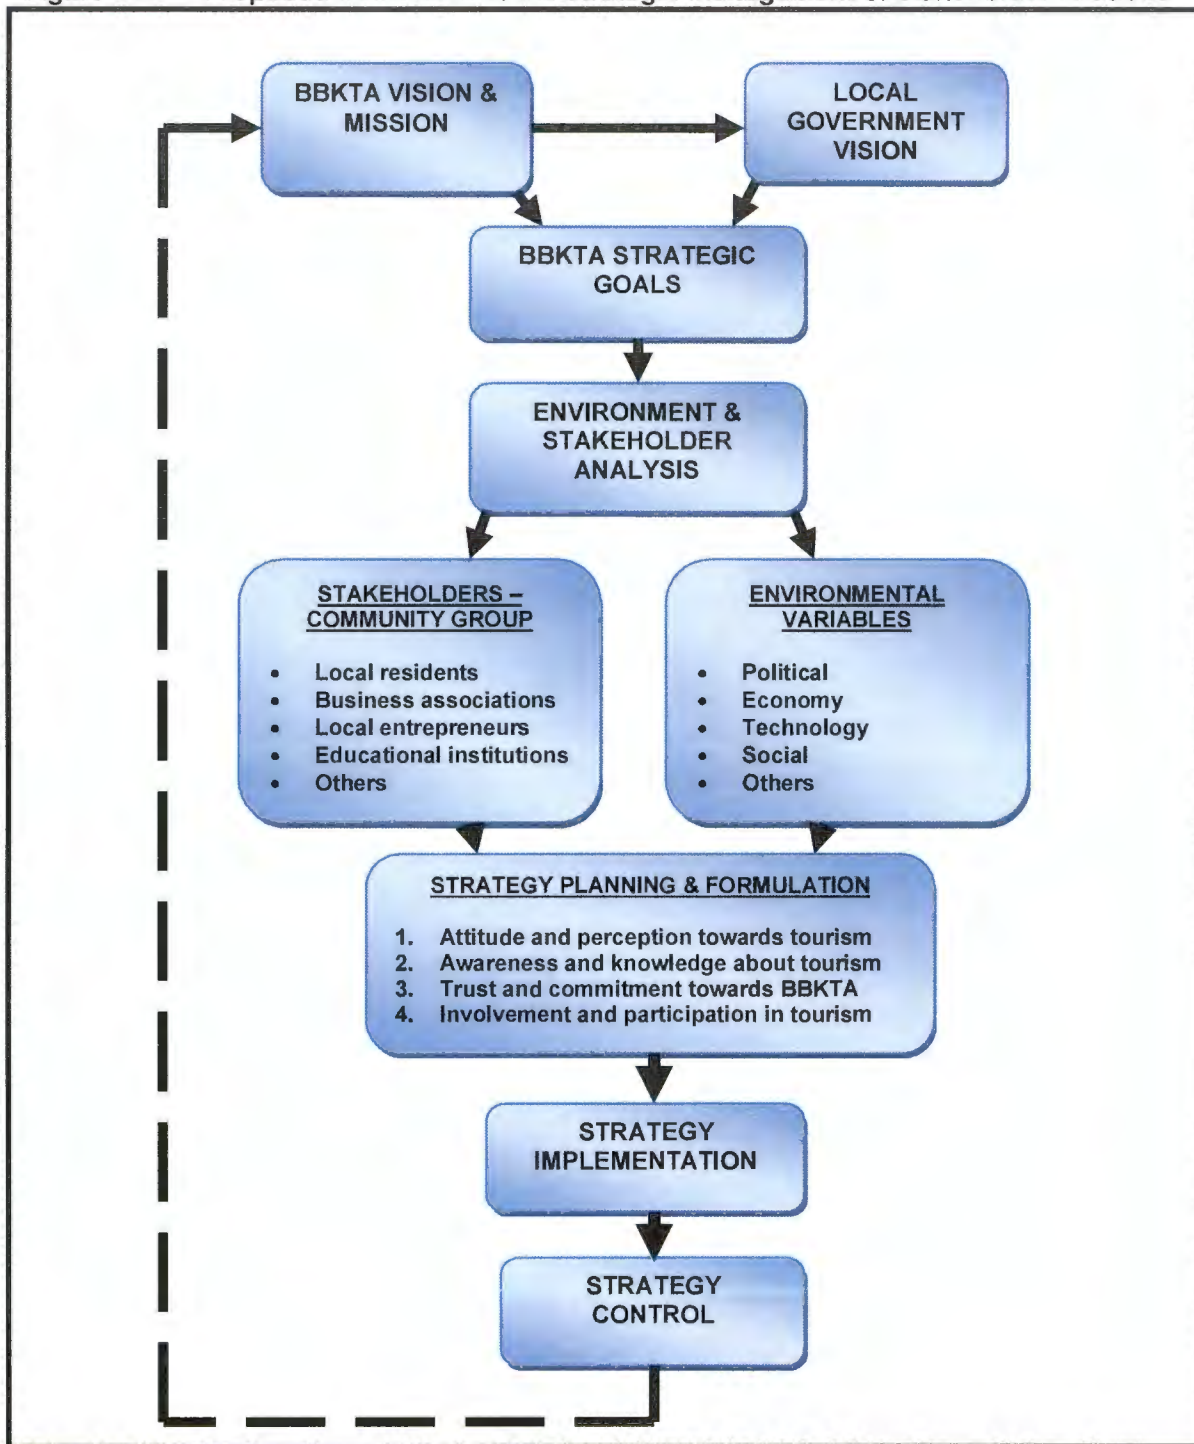 BBKTA VISION &
MISSION
LOCAL
GOVERNMENT
VISION
BBKTA STRATEGIC
GOALS
ENVIRONMENT &
STAKEHOLDER
ANALYSIS
STAKEHOLDERS –
COMMUNITY GROUP
• Local residents
• Business associations
• Local entrepreneurs
• Educational institutions
• Others
ENVIRONMENTAL
VARIABLES
• Political
• Economy
• Technology
• Social
• Others
STRATEGY PLANNING & FORMULATION
1. Attitude and perception towards tourism
2. Awareness and knowledge about tourism
3. Trust and commitment towards BBKTA
4. Involvement and participation in tourism
STRATEGY
IMPLEMENTATION
STRATEGY
CONTROL